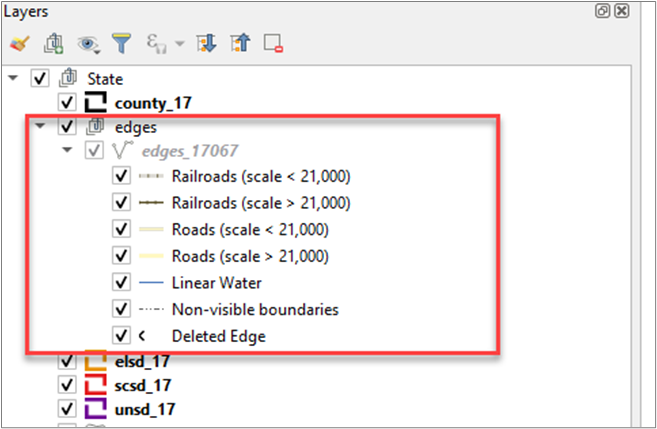 Layers
State
county_17
edges
edges_17067
Railroads (scale < 21,000)
Railroads (scale > 21,000)
Roads (scale < 21,000)
Roads (scale > 21,000)
Linear Water
Non-visible boundaries
Deleted Edge
elsd_17
scsd_17
unsd_17